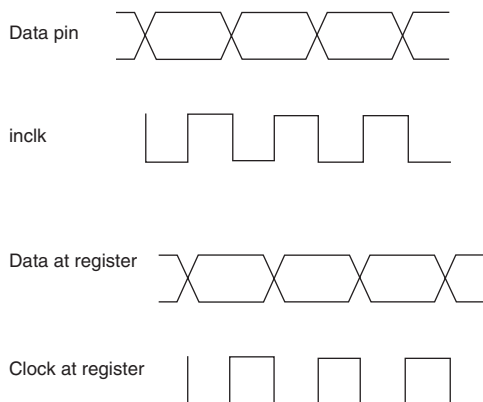 Data pin
inclk
Data at register
Clock at register